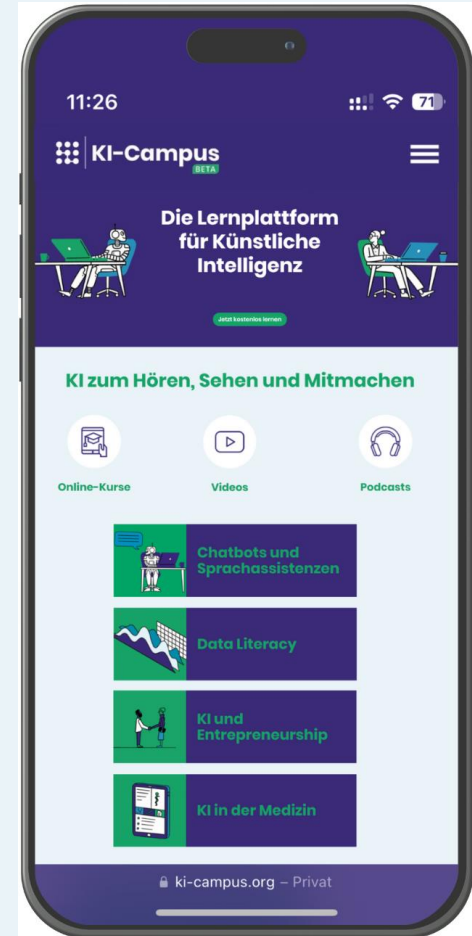 11:26
71
KI-Campus
BETA
Die Lernplattform
für Künstliche
Intelligenz
Jetzt kostenlos lernen
KI zum Hören, Sehen und Mitmachen
Online-Kurse
Videos
Podcasts
Chatbots und
Sprachassistenzen
Data Literacy
KI und
Entrepreneurship
KI in der Medizin
ki-campus.org – Privat